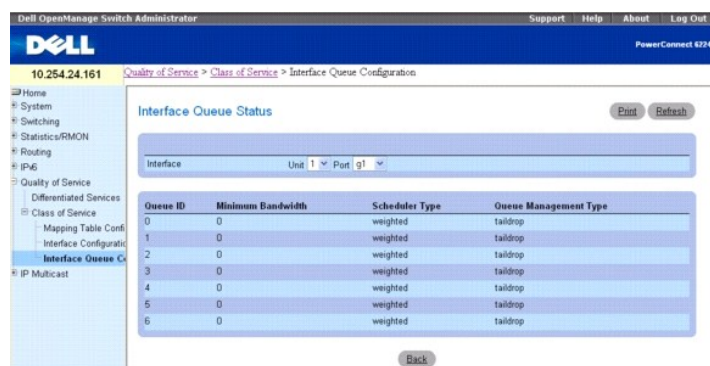 Dell OpenManage Switch Administrator Support Help About Log Out
DELL
PowerConnect 6224
10.254.24.161 Quality of Service > Class of Service > Interface Queue Configuration
Home
System
Switching
Statistics/RMON
Routing
IPv6
Quality of Service
Differentiated Services
Class of Service
Mapping Table Confi
Interface Configuratio
Interface Queue Co
IP Multicast
Interface Queue Status Print Refresh
Interface Unit 1 Port g1
Queue ID Minimum Bandwidth Scheduler Type Queue Management Type
0 0 weighted taildrop
1 0 weighted taildrop
2 0 weighted taildrop
3 0 weighted taildrop
4 0 weighted taildrop
5 0 weighted taildrop
6 0 weighted taildrop
Back